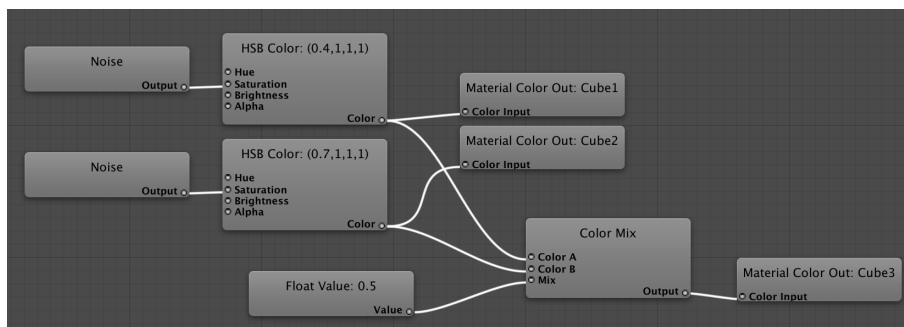 Noise
Output
HSB Color: (0.4,1,1,1)
Hue
Saturation
Brightness
Alpha
Color
Material Color Out: Cube1
Color Input
Material Color Out: Cube2
Color Input
Noise
Output
HSB Color: (0.7,1,1,1)
Hue
Saturation
Brightness
Alpha
Color
Float Value: 0.5
Value
Color Mix
Color A
Color B
Mix
Output
Material Color Out: Cube3
Color Input